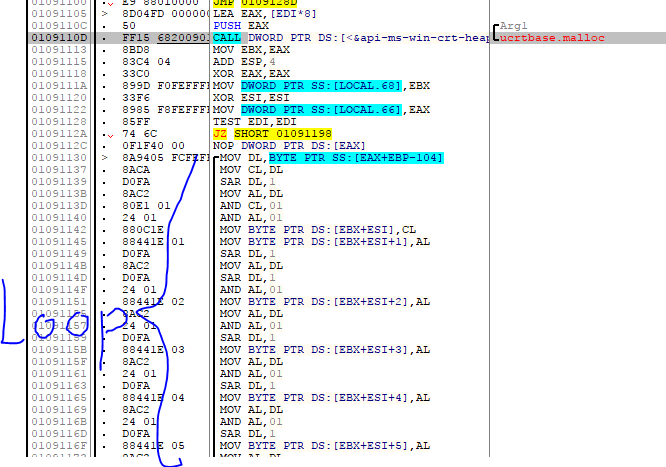 01091100 . E9 88010000 JMP 0109128D
01091105 > 8D04FD 000000 LEA EAX,[EDI*8]
0109110C . 50 PUSH EAX Arg1
0109110D . FF15 68200901 CALL DWORD PTR DS:[<&api-ms-win-crt-heap ucrtbase.malloc
01091113 . 8BD8 MOV EBX,EAX
01091115 . 83C4 04 ADD ESP,4
01091118 . 33C0 XOR EAX,EAX
0109111A . 899D F0FEFFFF MOV DWORD PTR SS:[LOCAL.68],EBX
01091120 . 33F6 XOR ESI,ESI
01091122 . 8985 F8FEFFFF MOV DWORD PTR SS:[LOCAL.66],EAX
01091128 . 85FF TEST EDI,EDI
0109112A . 74 6C JZ SHORT 01091198
0109112C . 0F1F40 00 NOP DWORD PTR DS:[EAX]
01091130 > 8A9405 FCFEFF MOV DL,BYTE PTR SS:[EAX+EBP-104]
01091137 . 8ACA MOV CL,DL
01091139 . D0FA SAR DL,1
0109113B . 8AC2 MOV AL,DL
0109113D . 80E1 01 AND CL,01
01091140 . 24 01 AND AL,01
01091142 . 880C1E MOV BYTE PTR DS:[EBX+ESI],CL
01091145 . 88441E 01 MOV BYTE PTR DS:[EBX+ESI+1],AL
01091149 . D0FA SAR DL,1
0109114B . 8AC2 MOV AL,DL
0109114D . D0FA SAR DL,1
0109114F . 24 01 AND AL,01
01091151 . 88441E 02 MOV BYTE PTR DS:[EBX+ESI+2],AL
01091155 . 8AC2 MOV AL,DL
Loop
01091157 . 24 01 AND AL,01
01091159 . D0FA SAR DL,1
0109115B . 88441E 03 MOV BYTE PTR DS:[EBX+ESI+3],AL
0109115F . 8AC2 MOV AL,DL
01091161 . 24 01 AND AL,01
01091163 . D0FA SAR DL,1
01091165 . 88441E 04 MOV BYTE PTR DS:[EBX+ESI+4],AL
01091169 . 8AC2 MOV AL,DL
0109116B . 24 01 AND AL,01
0109116D . D0FA SAR DL,1
0109116F . 88441E 05 MOV BYTE PTR DS:[EBX+ESI+5],AL
01091173 . 8AC2 MOV AL,DL